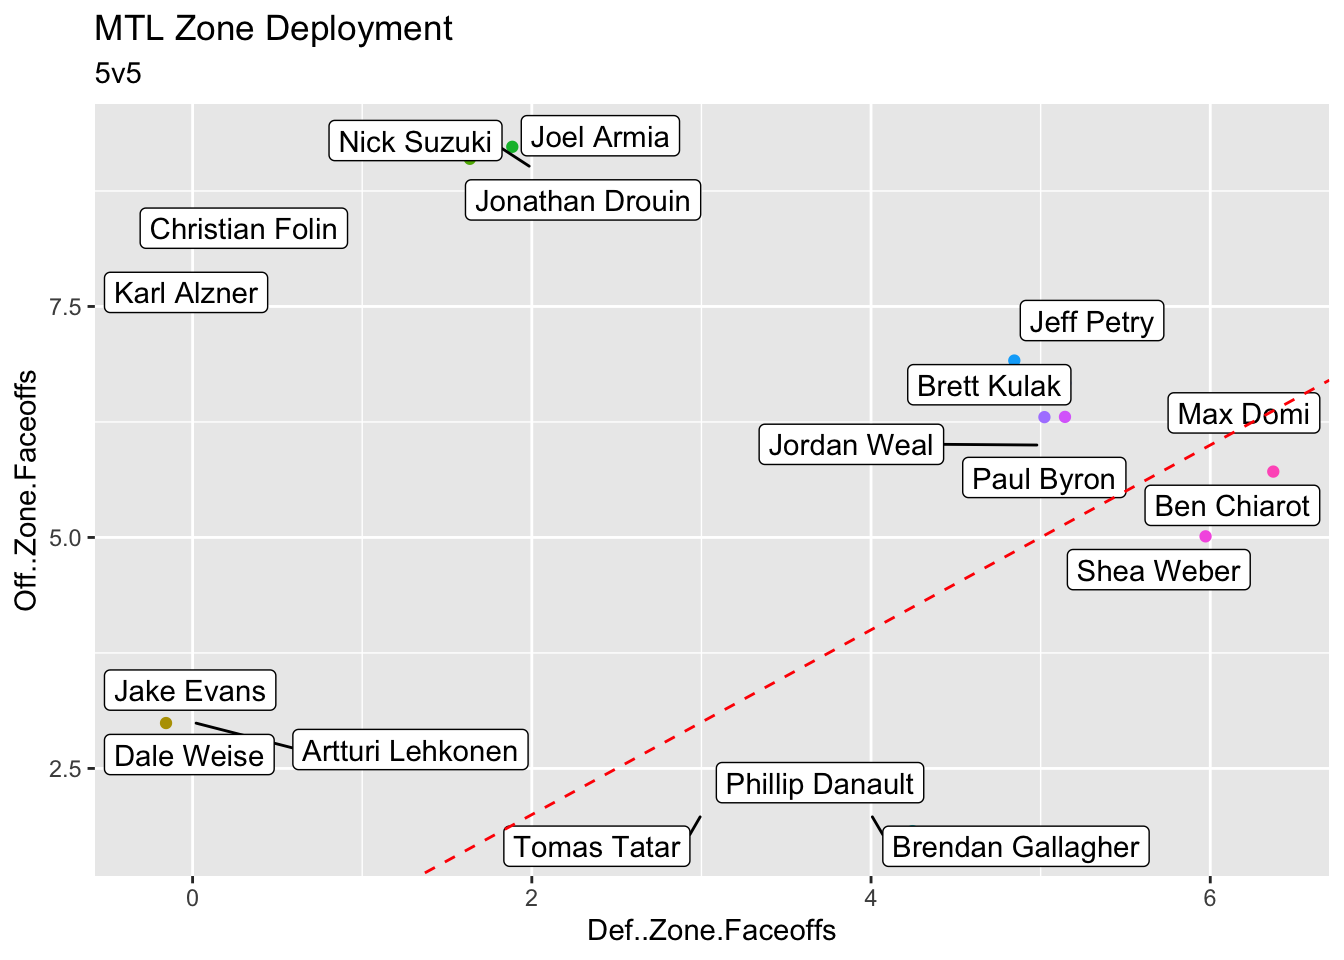 MTL Zone Deployment
5v5
Nick Suzuki
Joel Armia
Jonathan Drouin
Christian Folin
Karl Alzner
7.5
Jeff Petry
Brett Kulak
Max Domi
Jordan Weal
Paul Byron
Ben Chiarot
5.0
Shea Weber
Off..Zone.Faceoffs
Jake Evans
Dale Weise
Artturi Lehkonen
2.5
Phillip Danault
Tomas Tatar
Brendan Gallagher
0
2
4
6
Def..Zone.Faceoffs